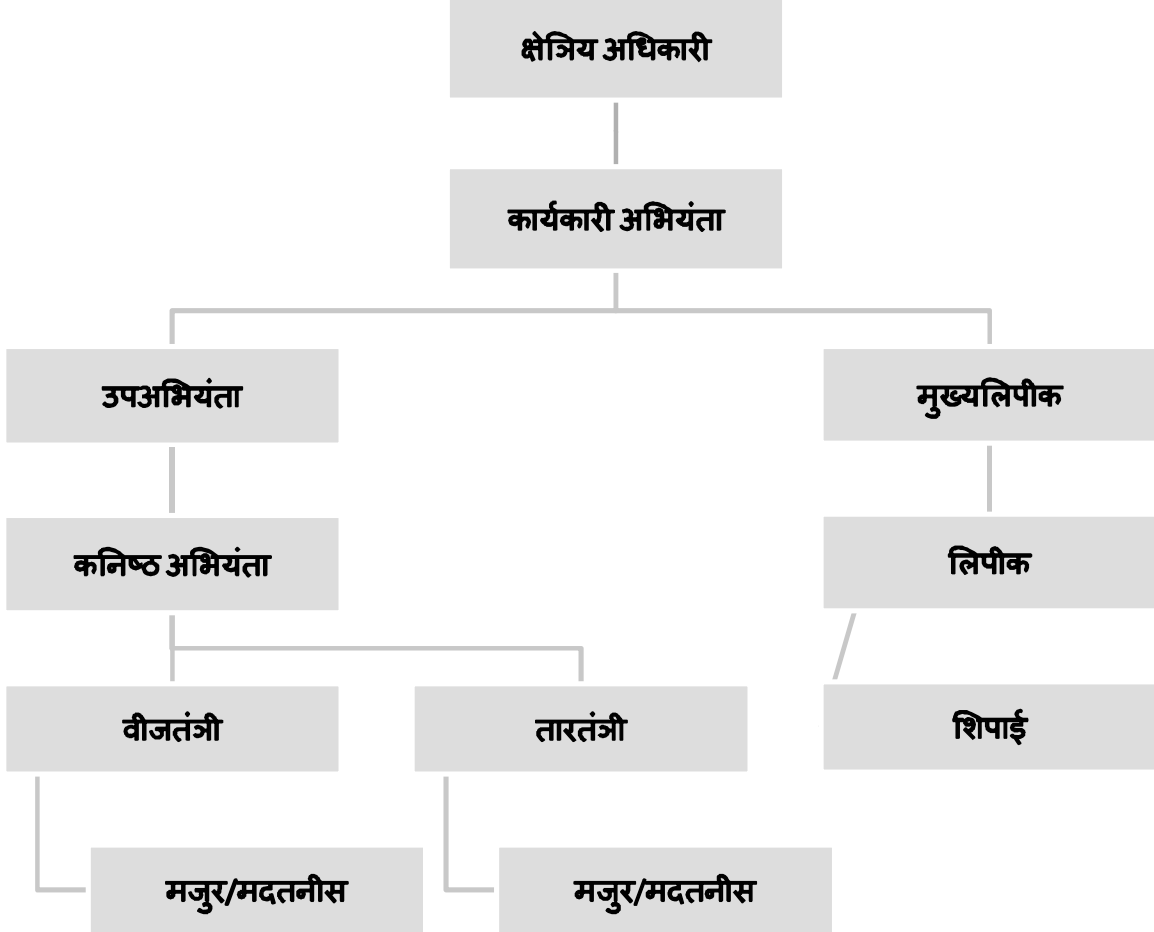 क्षेत्रिय अधिकारी
कार्यकारी अभियंता
उपअभियंता
मुख्यलिपीक
कनिष्ठ अभियंता
लिपीक
वीजतंत्री
तारतंत्री
शिपाई
मजुर/मदतनीस
मजुर/मदतनीस